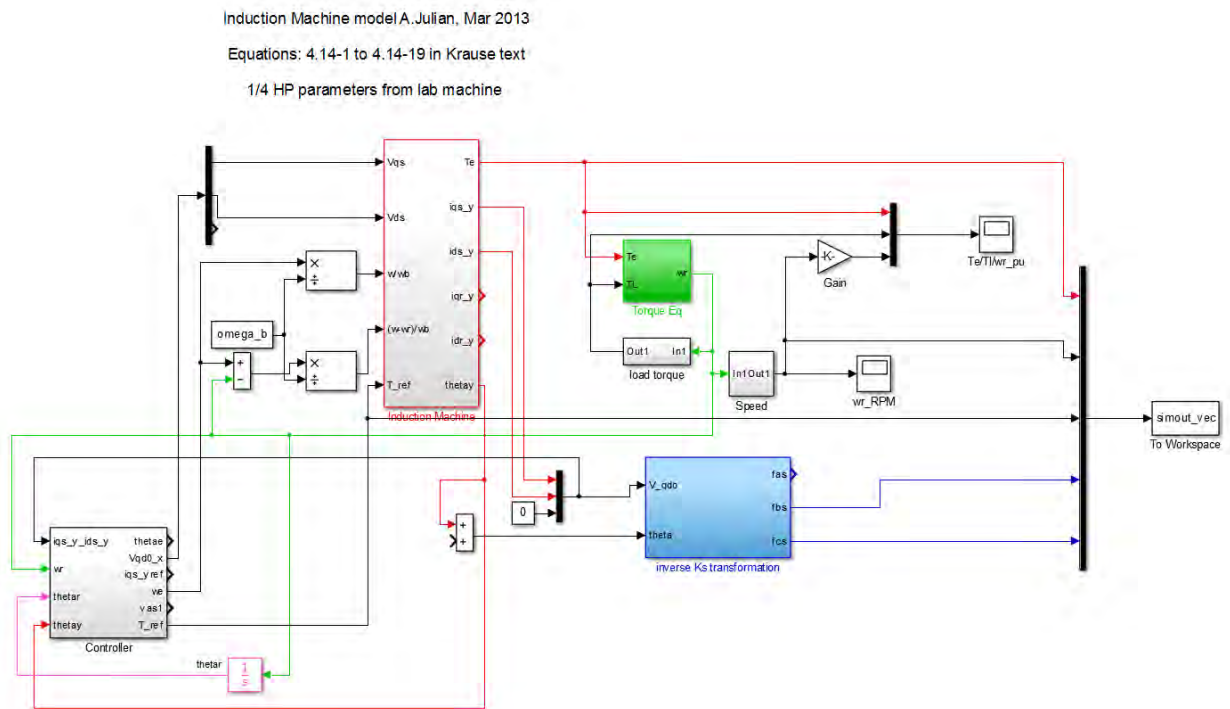 Induction Machine model A.Julian, Mar 2013
Equations: 4.14-1 to 4.14-19 in Krause text
1/4 HP parameters from lab machine
Vqs
Vds
w/wb
(w-wr)/wb
T_ref
Te
iqs_y
ids_y
iqr_y
idr_y
thetay
Induction Machine
×
÷
omega_b
+
−
×
÷
Te
TL
wr
Torque Eq
Out1
In1
load torque
-K-
Gain
Te/Tl/wr_pu
In1
Out1
Speed
wr_RPM
simout_vec
To Workspace
0
+
+
V_qdo
theta
fas
fbs
fcs
inverse Ks transformation
iqs_y_ids_y
wr
thetar
thetay
thetae
Vqd0_x
iqs_yref
we
vas1
T_ref
Controller
thetar
1
s